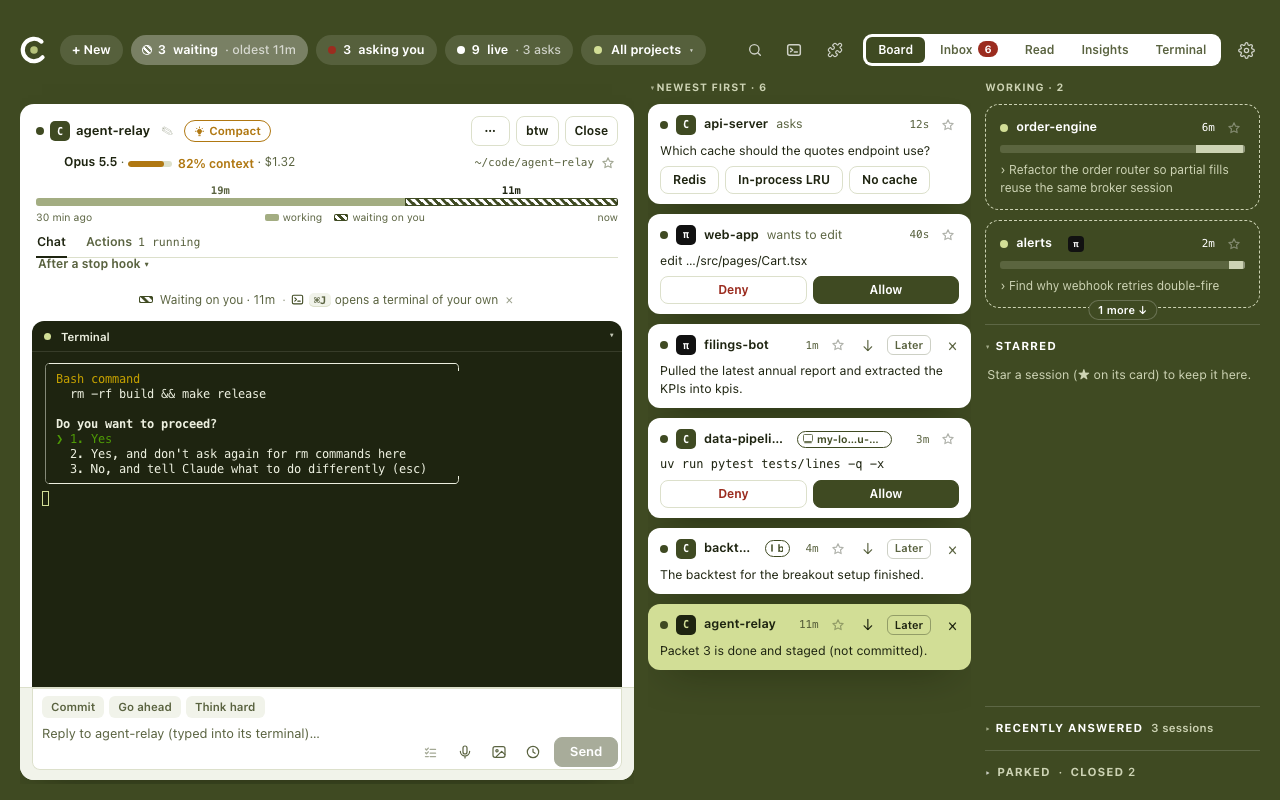 + New
3 waiting · oldest 11m
3 asking you
9 live · 3 asks
All projects
Board
Inbox 6
Read
Insights
Terminal
C agent-relay
Compact
···
btw
Close
Opus 5.5 · 82% context · $1.32
~/code/agent-relay
19m
11m
30 min ago
working
waiting on you
now
Chat
Actions 1 running
After a stop hook
Waiting on you · 11m · ⌘J opens a terminal of your own ×
Terminal
Bash command
rm -rf build && make release
Do you want to proceed?
❯ 1. Yes
2. Yes, and don't ask again for rm commands here
3. No, and tell Claude what to do differently (esc)
Commit
Go ahead
Think hard
Reply to agent-relay (typed into its terminal)…
Send
NEWEST FIRST · 6
C api-server asks 12s
Which cache should the quotes endpoint use?
Redis
In-process LRU
No cache
π web-app wants to edit 40s
edit …/src/pages/Cart.tsx
Deny
Allow
π filings-bot 1m ↓ Later ×
Pulled the latest annual report and extracted the
KPIs into kpis.
C data-pipeli… my-lo…u-… 3m
uv run pytest tests/lines -q -x
Deny
Allow
C backt… 4m ↓ Later ×
The backtest for the breakout setup finished.
C agent-relay 11m ↓ Later ×
Packet 3 is done and staged (not committed).
WORKING · 2
order-engine 6m
› Refactor the order router so partial fills
reuse the same broker session
alerts π 2m
› Find why webhook retries double-fire
1 more ↓
STARRED
Star a session (★ on its card) to keep it here.
RECENTLY ANSWERED 3 sessions
PARKED · CLOSED 2